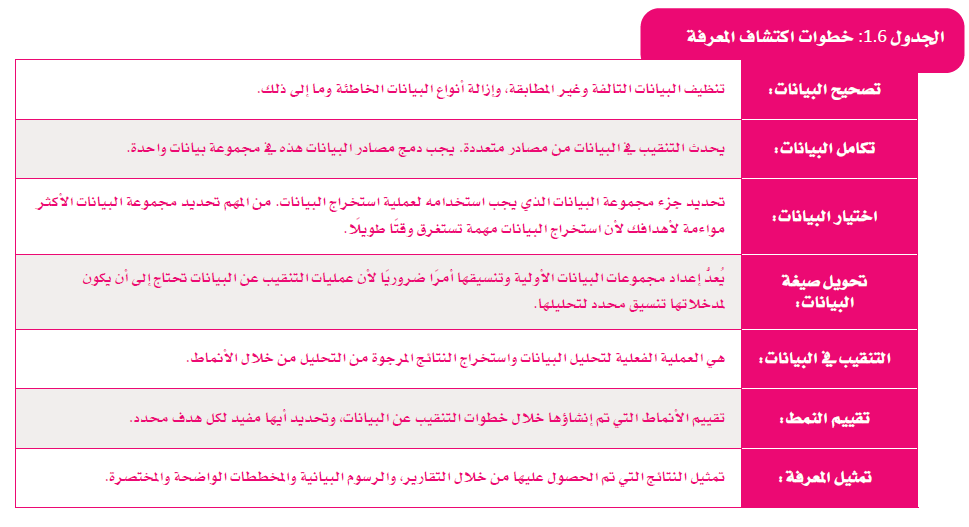 الجدول 1.6: خطوات اكتشاف المعرفة
تصحيح البيانات:
تنظيف البيانات التالفة وغير المطابقة، وإزالة أنواع البيانات الخاطئة وما إلى ذلك.
تكامل البيانات:
يحدث التنقيب في البيانات من مصادر متعددة. يجب دمج مصادر البيانات هذه في مجموعة بيانات واحدة.
اختيار البيانات:
تحديد جزء مجموعة البيانات الذي يجب استخدامه لعملية استخراج البيانات. من المهم تحديد مجموعة البيانات الأكثر
مواءمة لأهدافك لأن استخراج البيانات مهمة تستغرق وقتًا طويلًا.
تحويل صيغة
البيانات:
يُعدُّ إعداد مجموعات البيانات الأولية وتنسيقها أمرًا ضروريًا لأن عمليات التنقيب عن البيانات تحتاج إلى أن يكون
لمدخلاتها تنسيق محدد لتحليلها.
التنقيب في البيانات:
هي العملية الفعلية لتحليل البيانات واستخراج النتائج المرجوة من التحليل من خلال الأنماط.
تقييم النمط:
تقييم الأنماط التي تم إنشاؤها خلال خطوات التنقيب عن البيانات، وتحديد أيها مفيد لكل هدف محدد.
تمثيل المعرفة:
تمثيل النتائج التي تم الحصول عليها من خلال التقارير، والرسوم البيانية والمخططات الواضحة والمختصرة.